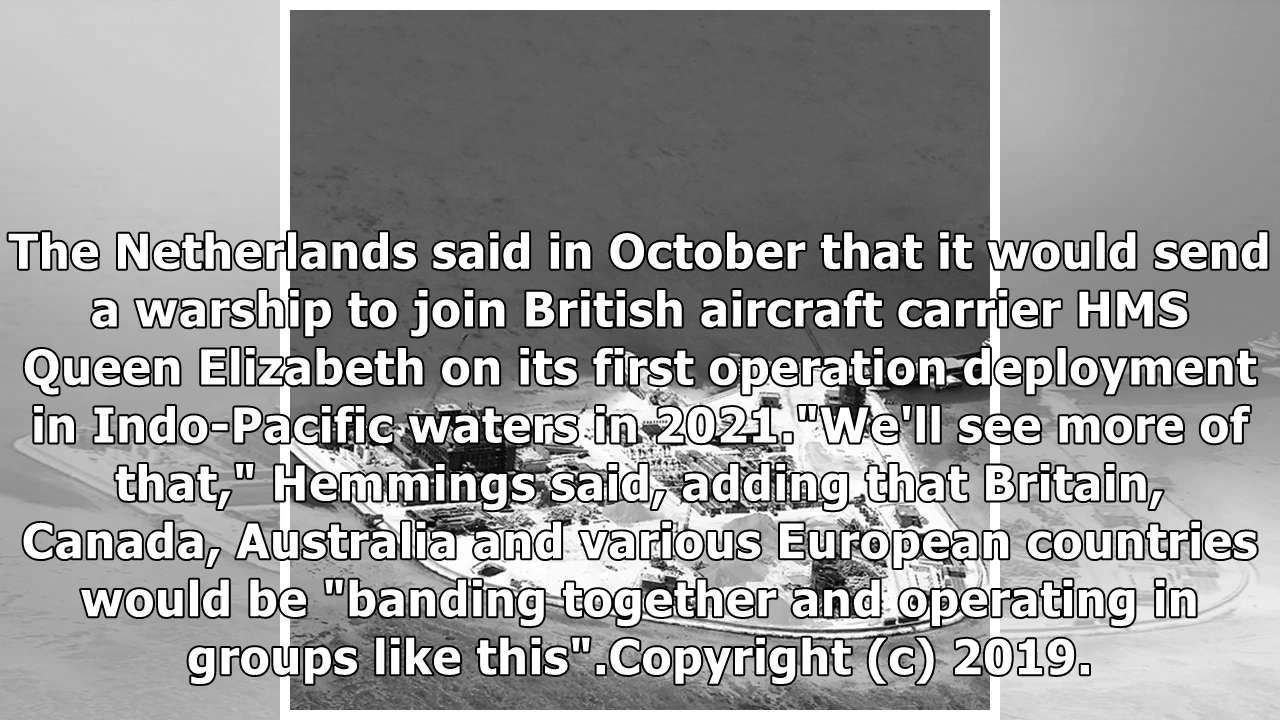 The Netherlands said in October that it would send
a warship to join British aircraft carrier HMS
Queen Elizabeth on its first operation deployment
in Indo-Pacific waters in 2021."We'll see more of
that," Hemmings said, adding that Britain,
Canada, Australia and various European countries
would be "banding together and operating in
groups like this".Copyright (c) 2019.